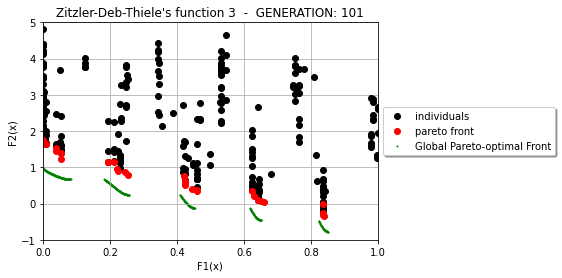 Zitzler-Deb-Thiele's function 3 - GENERATION: 101
5
4
3
2
1
0
−1
F2(x)
0.0 0.2 0.4 0.6 0.8 1.0
F1(x)
individuals
pareto front
Global Pareto-optimal Front